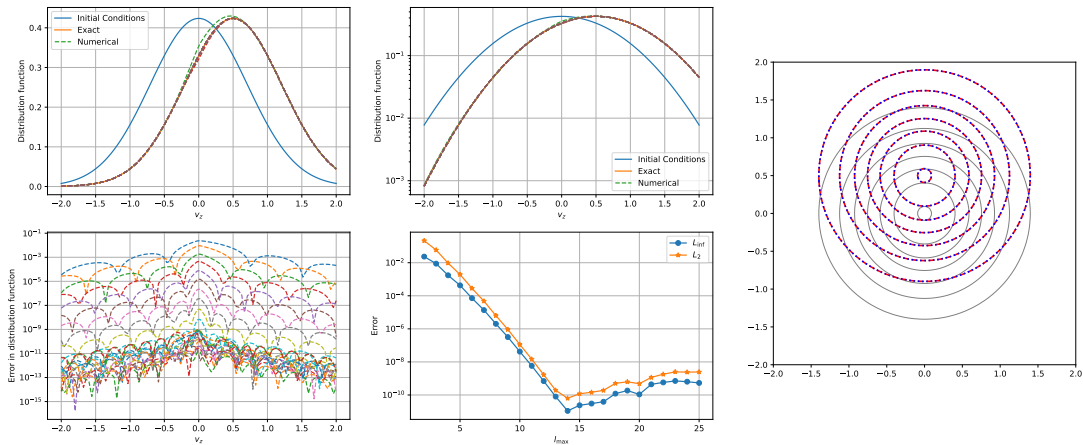 0.4
0.3
0.2
0.1
0.0
Distribution function
Initial Conditions
Exact
Numerical
-2.0 -1.5 -1.0 -0.5 0.0 0.5 1.0 1.5 2.0
v_z
10^{-1}
10^{-2}
10^{-3}
Distribution function
Initial Conditions
Exact
Numerical
-2.0 -1.5 -1.0 -0.5 0.0 0.5 1.0 1.5 2.0
v_z
10^{-1}
10^{-3}
10^{-5}
10^{-7}
10^{-9}
10^{-11}
10^{-13}
10^{-15}
Error in distribution function
-2.0 -1.5 -1.0 -0.5 0.0 0.5 1.0 1.5 2.0
v_z
10^{-2}
10^{-4}
10^{-6}
10^{-8}
10^{-10}
Error
L_{inf}
L_2
5 10 15 20 25
l_{max}
2.0
1.5
1.0
0.5
0.0
-0.5
-1.0
-1.5
-2.0
-2.0 -1.5 -1.0 -0.5 0.0 0.5 1.0 1.5 2.0